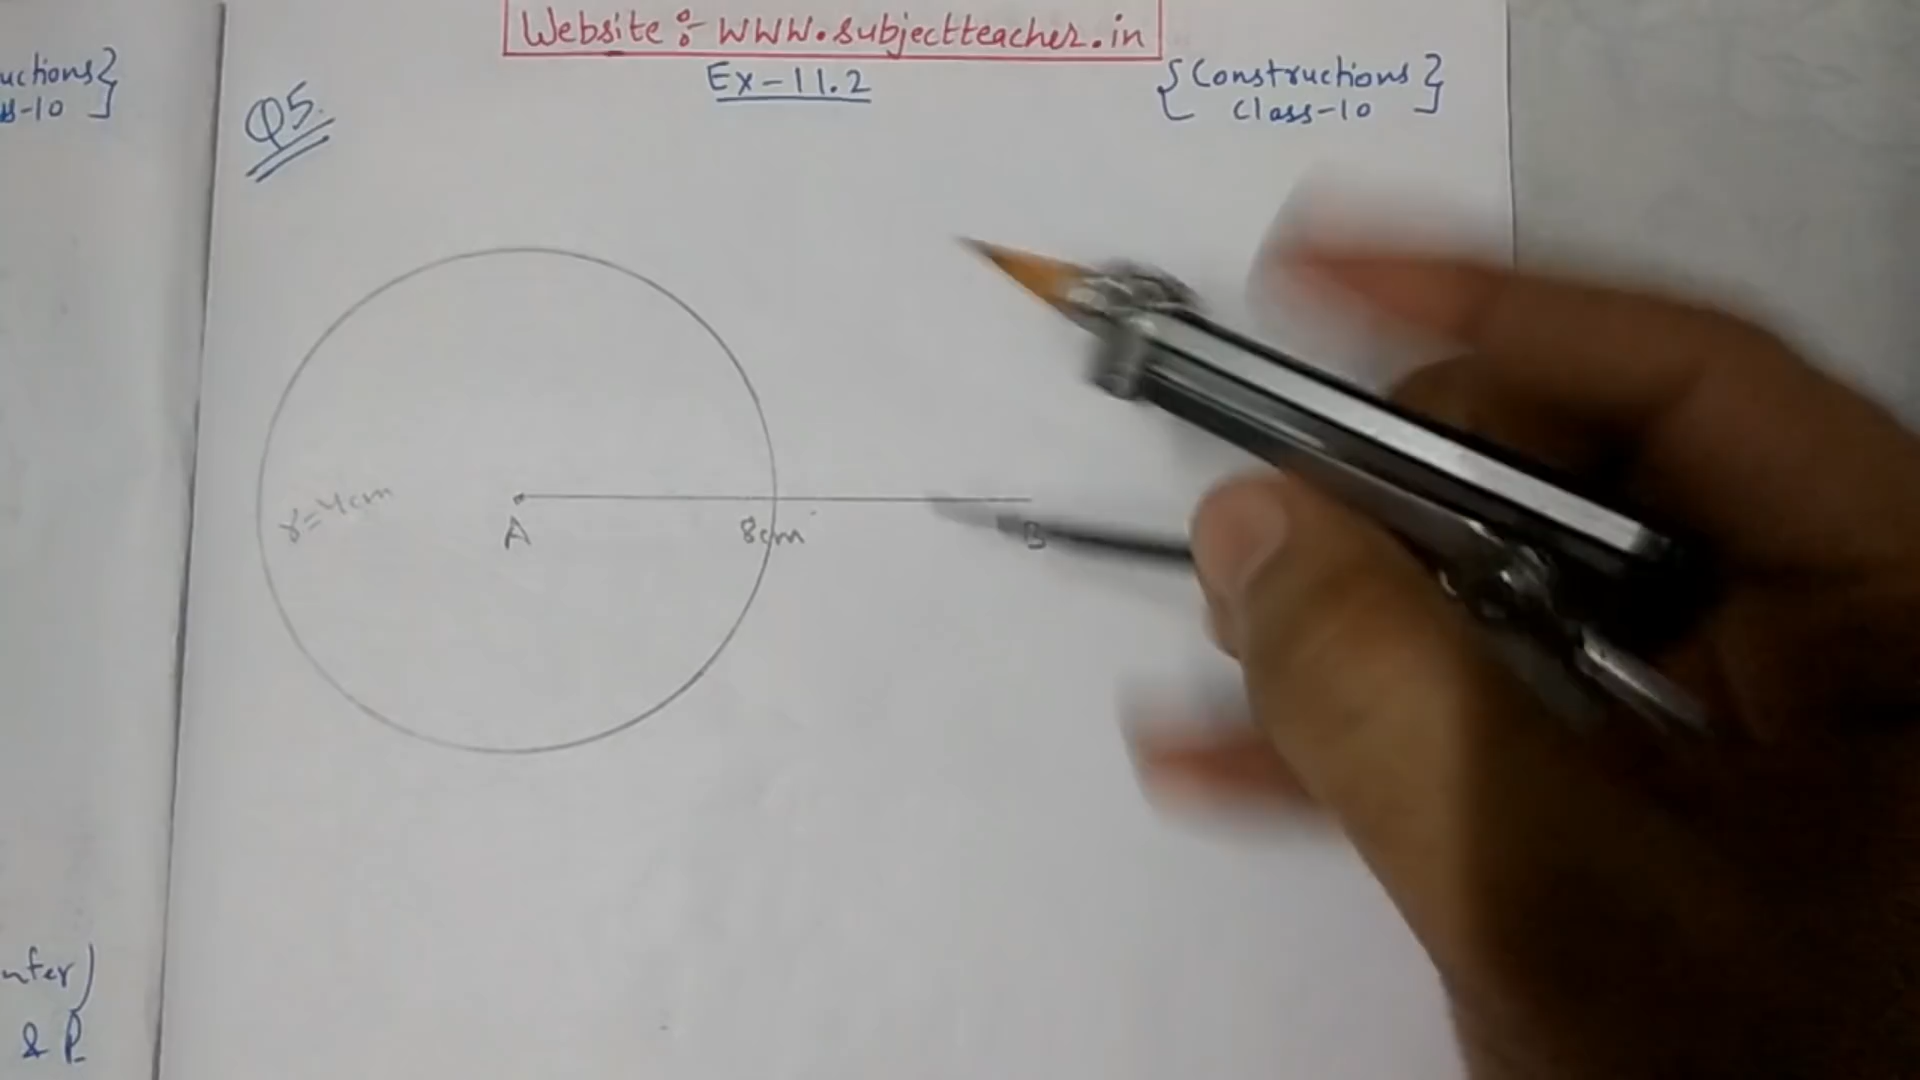 Website :- www.subjectteacher.in
Ex-11.2
{Constructions}
Class-10
uctions}
s-10
Q5.
r=4cm
A
8cm
B
nter)
& P